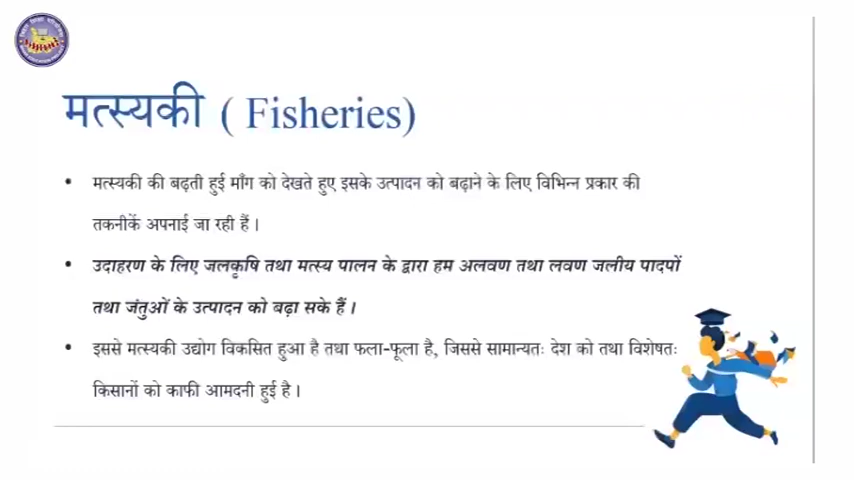 मत्स्यकी ( Fisheries)
• मत्स्यकी की बढ़ती हुई माँग को देखते हुए इसके उत्पादन को बढ़ाने के लिए विभिन्न प्रकार की
तकनीकें अपनाई जा रही हैं ।
• उदाहरण के लिए जलकृषि तथा मत्स्य पालन के द्वारा हम अलवण तथा लवण जलीय पादपों
तथा जंतुओं के उत्पादन को बढ़ा सके हैं ।
• इससे मत्स्यकी उद्योग विकसित हुआ है तथा फला-फूला है, जिससे सामान्यतः देश को तथा विशेषतः
किसानों को काफी आमदनी हुई है ।